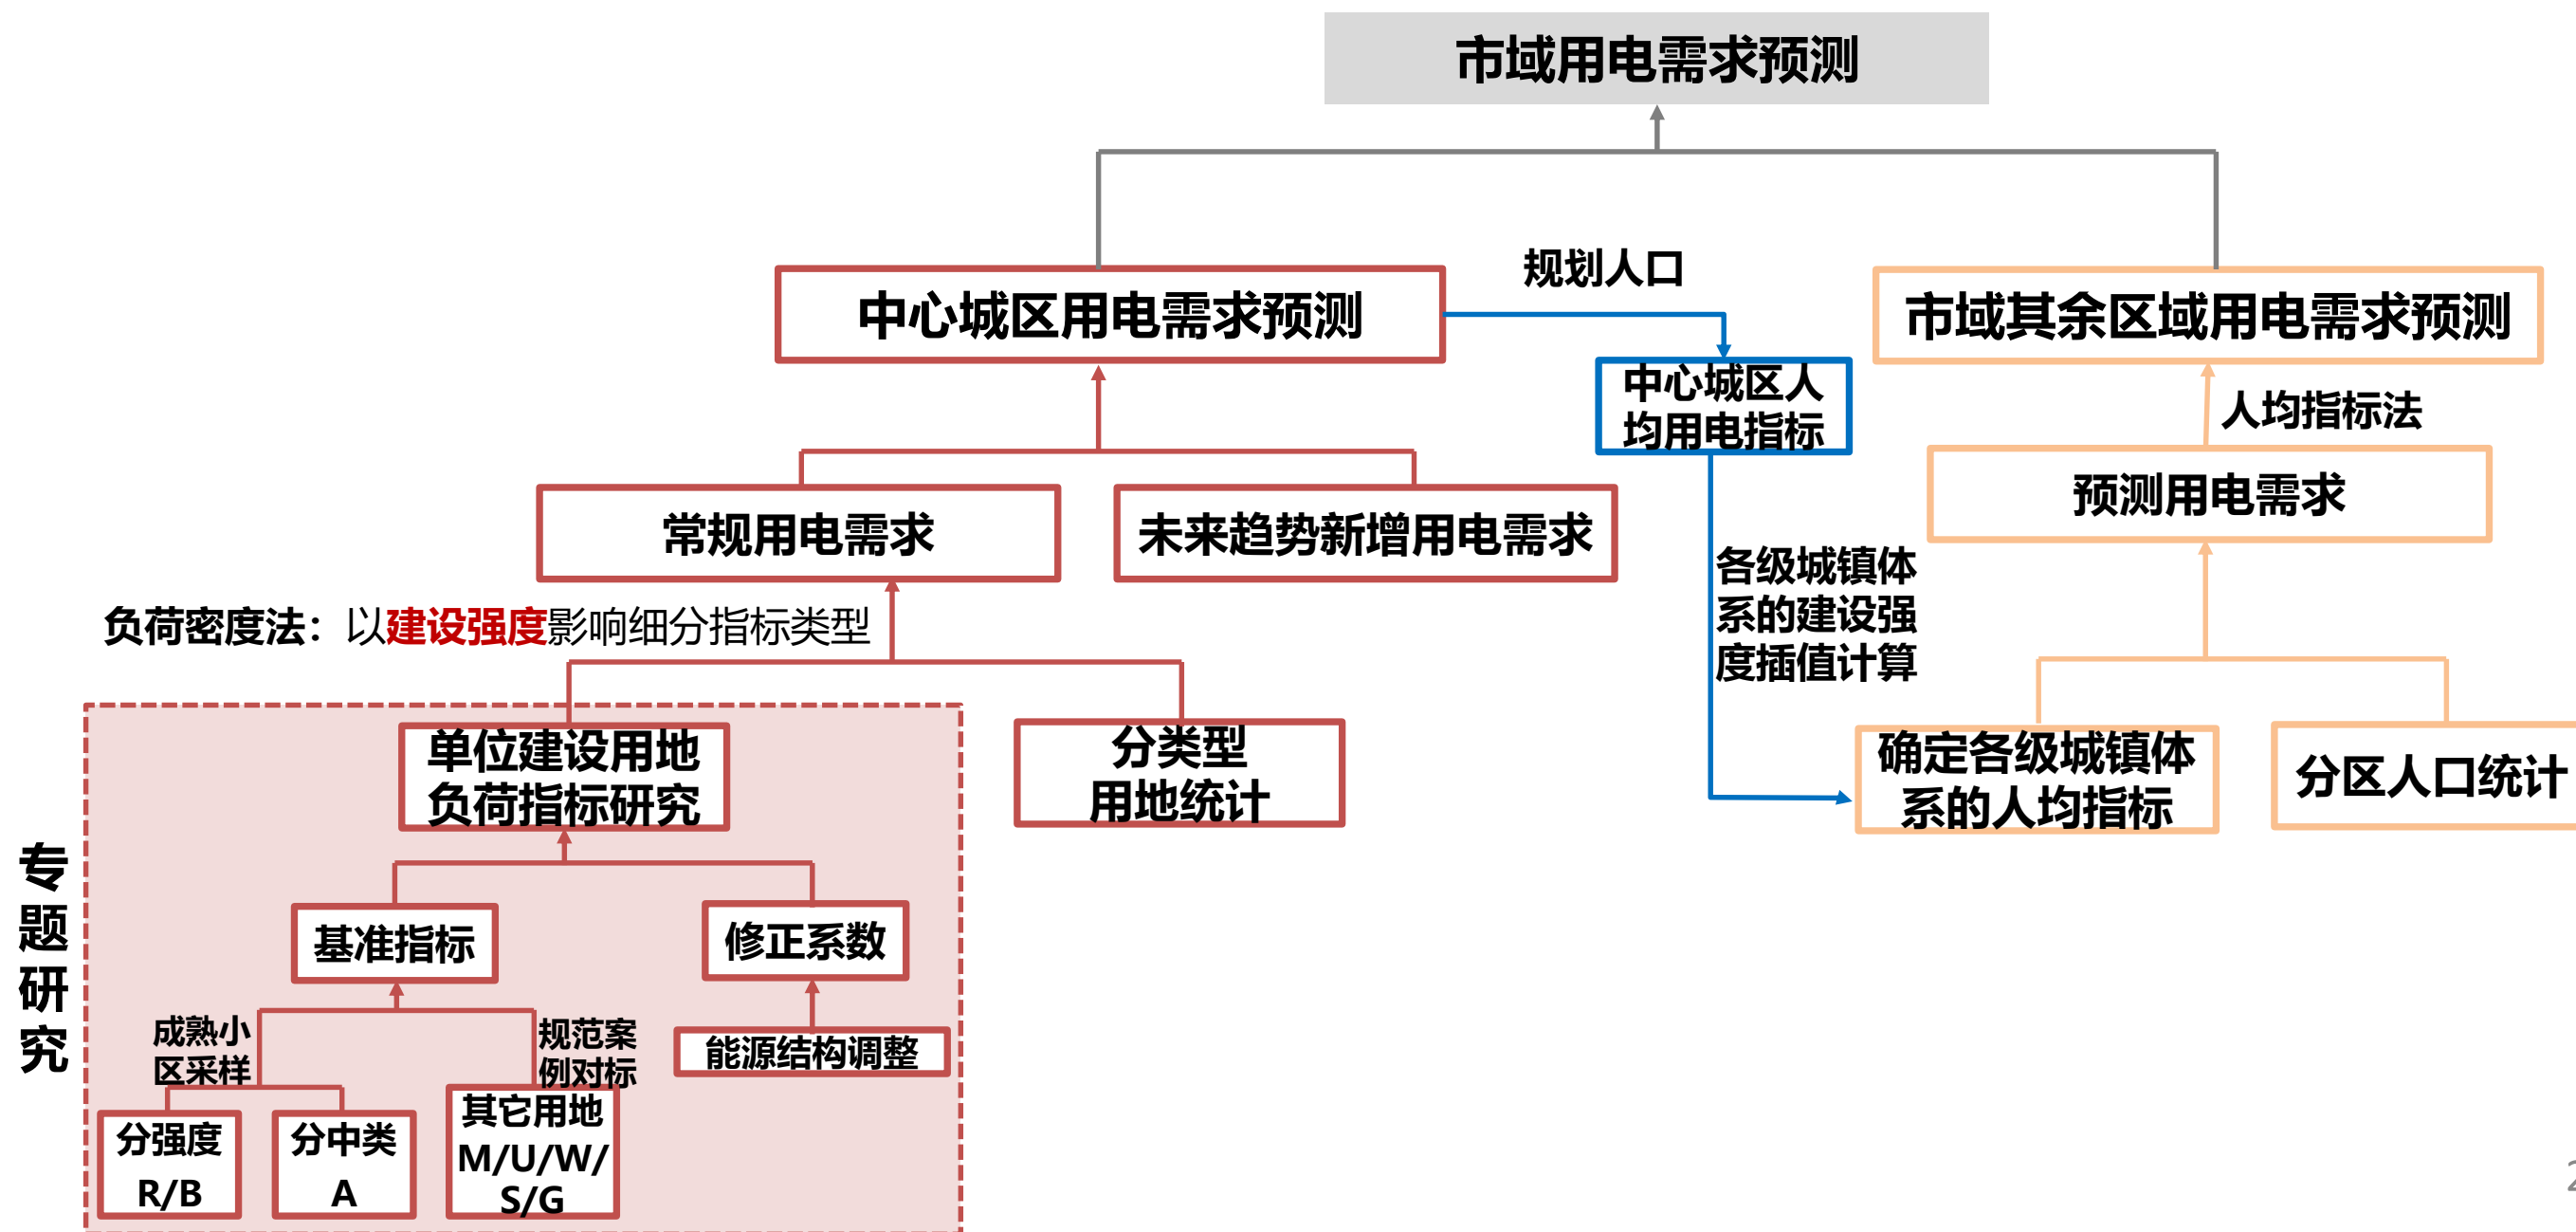 市域用电需求预测
规划人口
中心城区用电需求预测
市域其余区域用电需求预测
中心城区人
均用电指标
人均指标法
预测用电需求
常规用电需求
未来趋势新增用电需求
各级城镇体
系的建设强
度插值计算
负荷密度法：以建设强度影响细分指标类型
单位建设用地
负荷指标研究
分类型
用地统计
确定各级城镇体
系的人均指标
分区人口统计
专
题
研
究
基准指标
修正系数
成熟小
区采样
规范案
例对标
能源结构调整
分强度
R/B
分中类
A
其它用地
M/U/W/
S/G